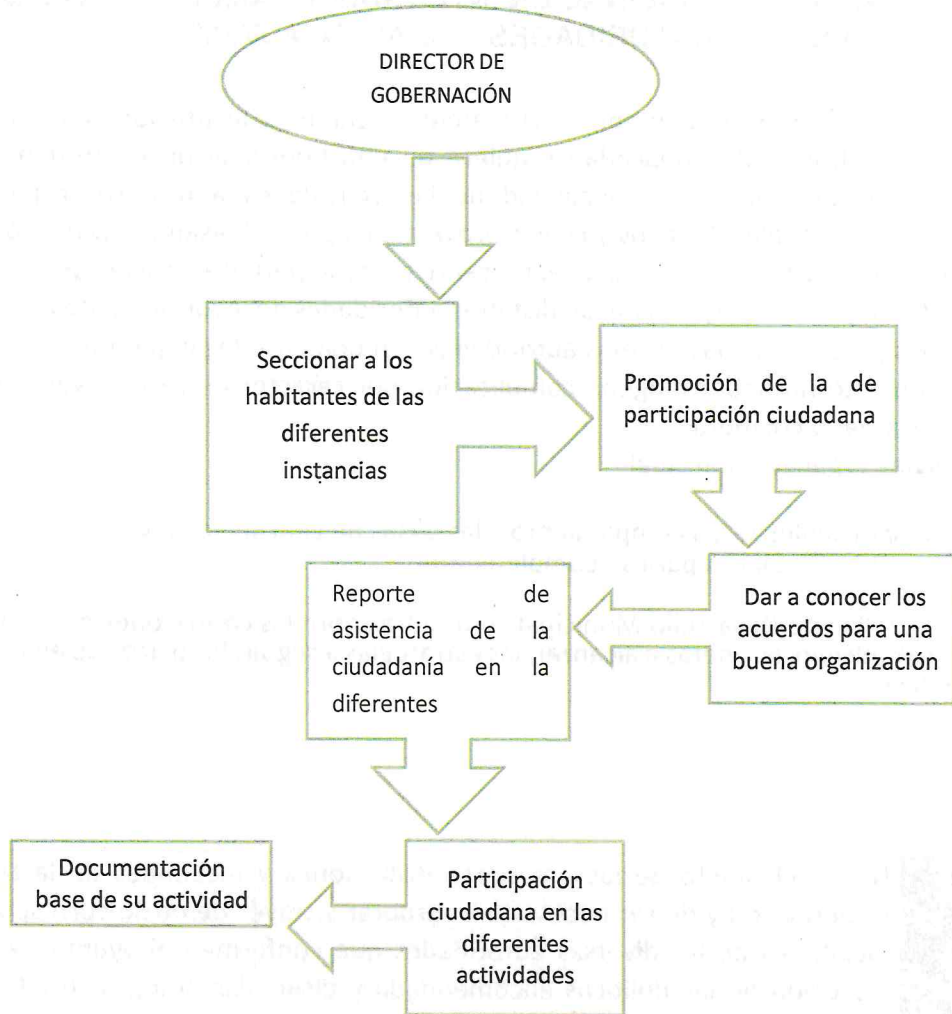 DIRECTOR DE
GOBERNACIÓN
Seccionar a los
habitantes de las
diferentes
instancias
Promoción de la de
participación ciudadana
Dar a conocer los
acuerdos para una
buena organización
Reporte de
asistencia de la
ciudadanía en la
diferentes
Participación
ciudadana en las
diferentes
actividades
Documentación
base de su actividad